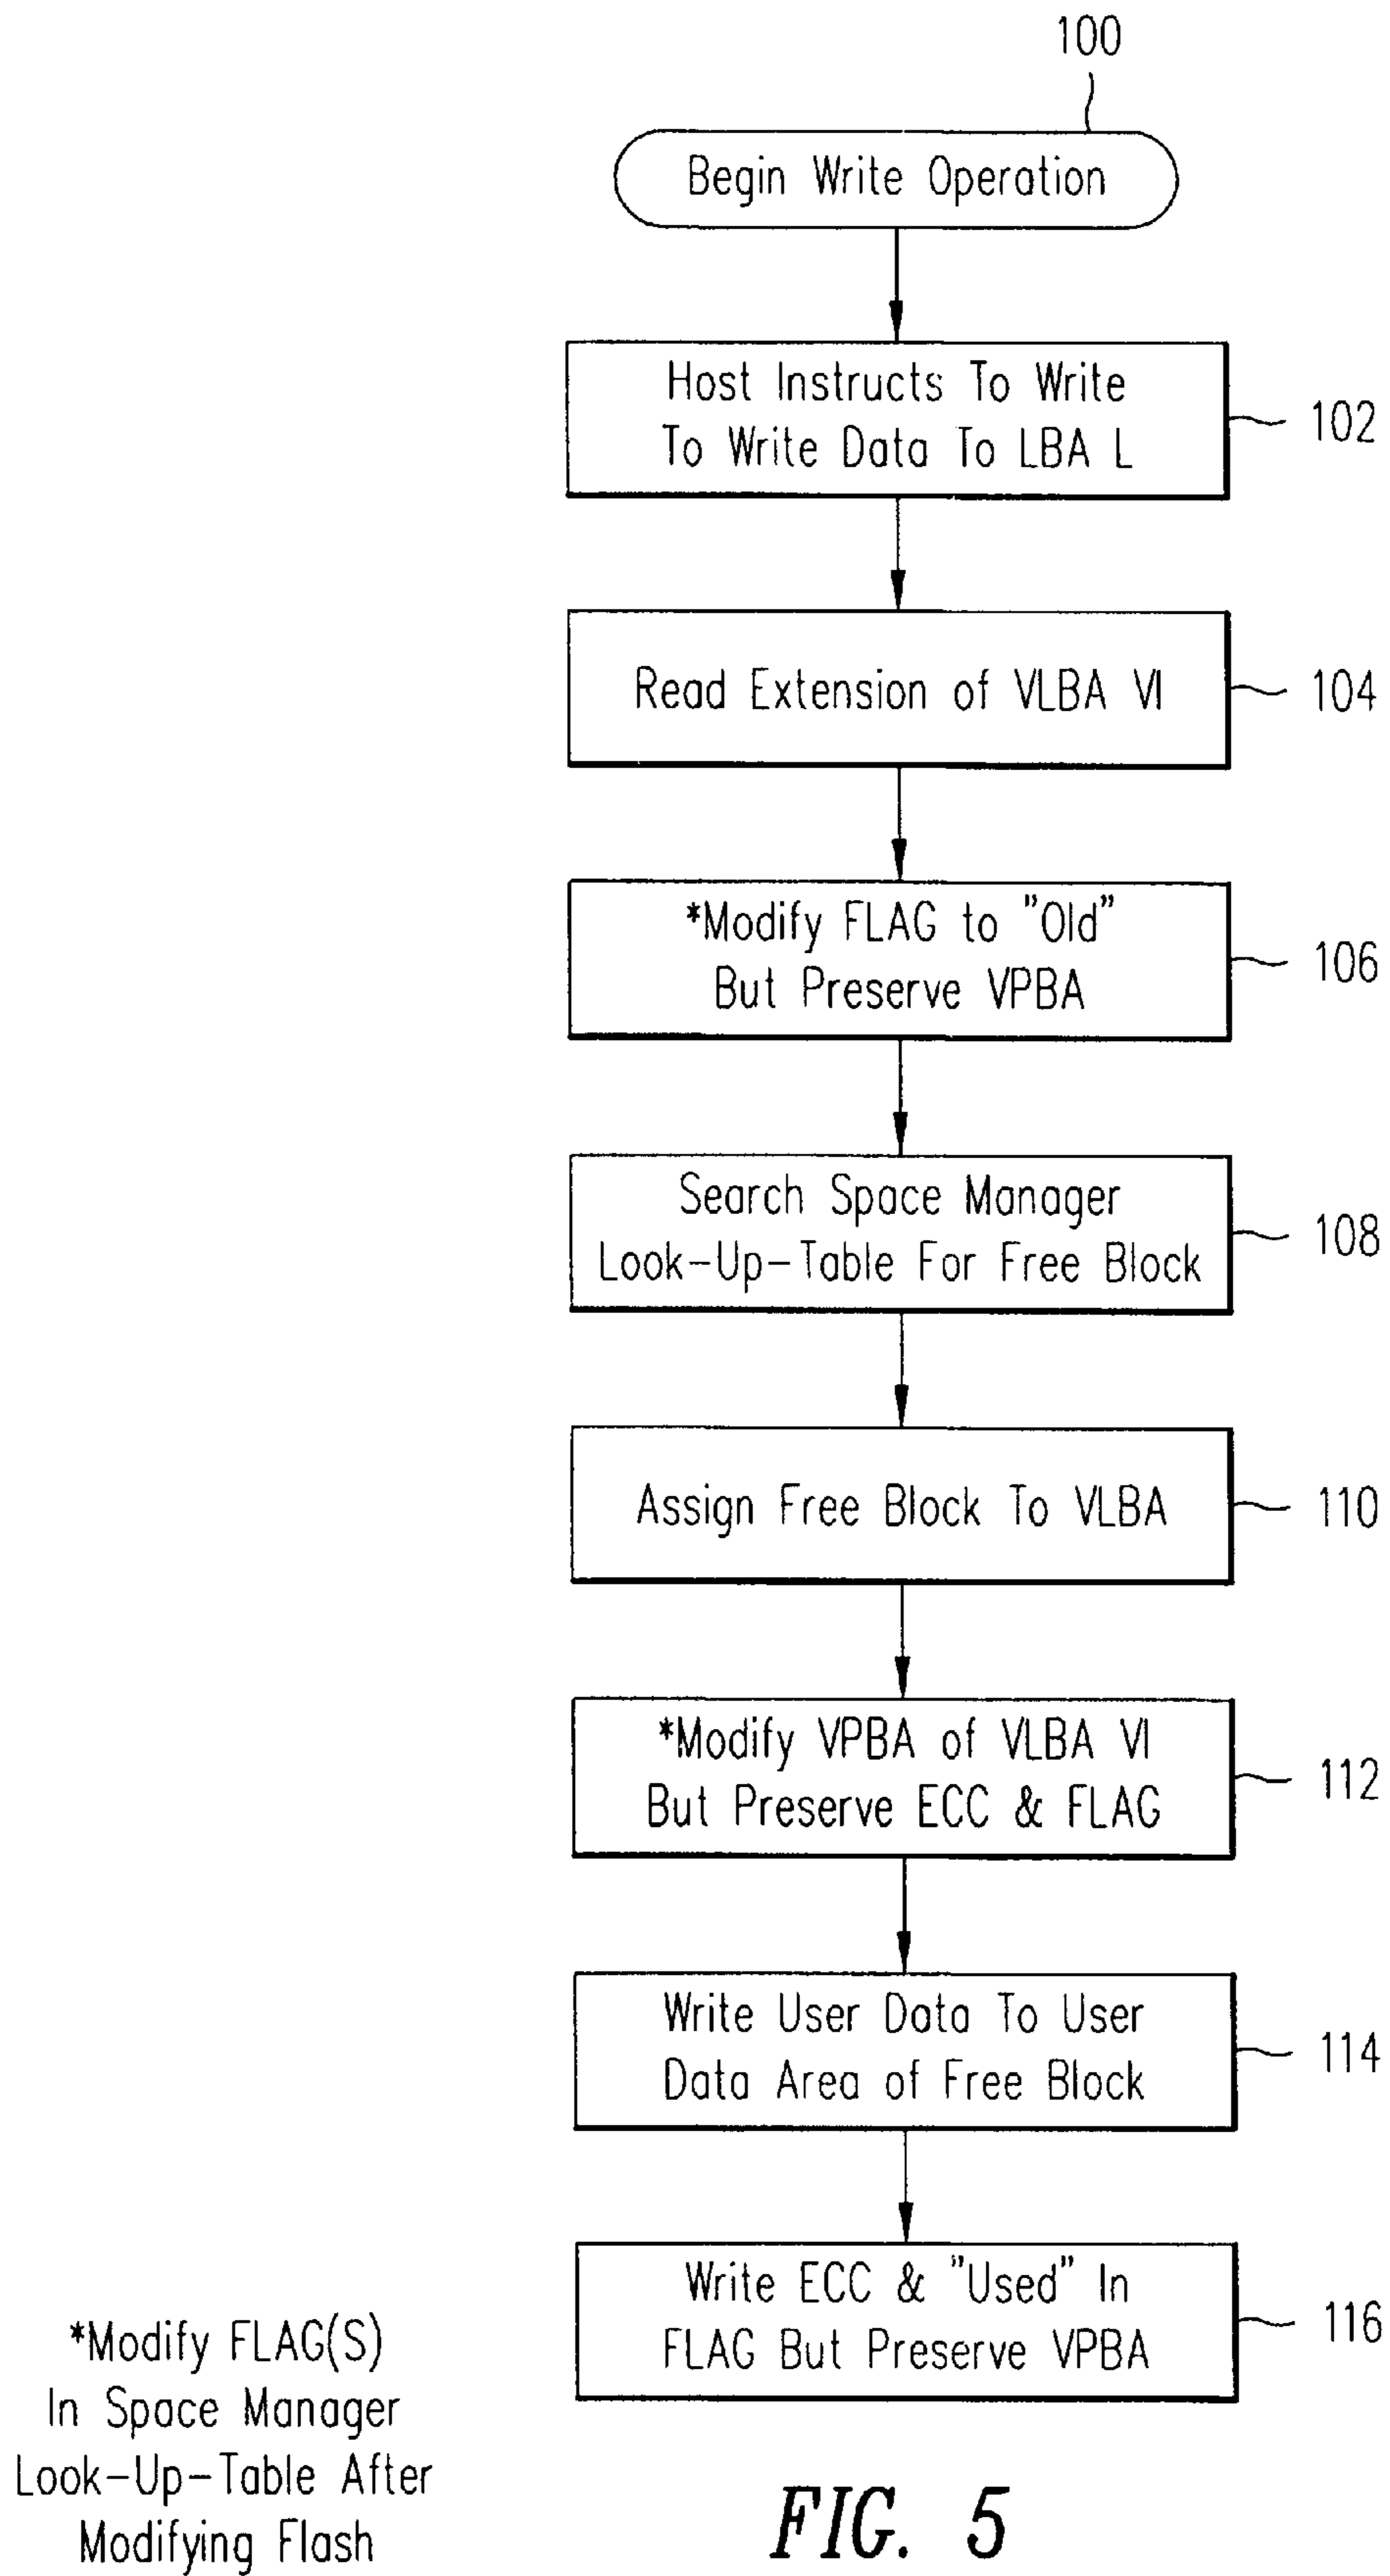 100
Begin Write Operation
Host Instructs To Write
To Write Data To LBA L
102
Read Extension of VLBA VI
104
*Modify FLAG to "Old"
But Preserve VPBA
106
Search Space Manager
Look-Up-Table For Free Block
108
Assign Free Block To VLBA
110
*Modify VPBA of VLBA VI
But Preserve ECC & FLAG
112
Write User Data To User
Data Area of Free Block
114
Write ECC & "Used" In
FLAG But Preserve VPBA
116
*Modify FLAG(S)
In Space Manager
Look-Up-Table After
Modifying Flash
FIG. 5